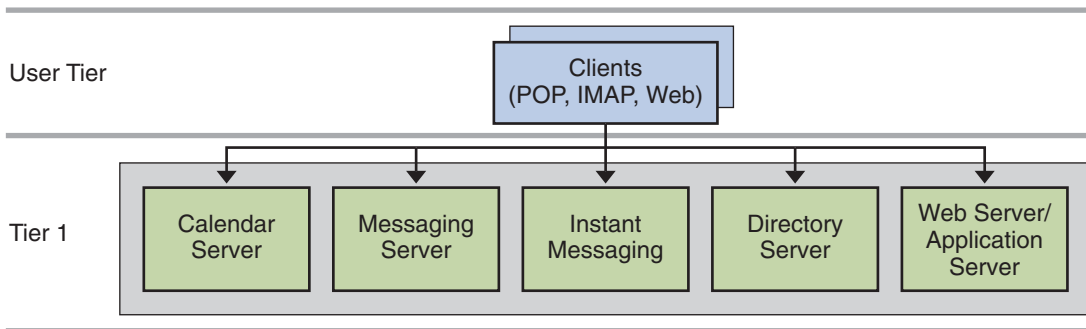 User Tier
Clients
(POP, IMAP, Web)
Tier 1
Calendar
Server
Messaging
Server
Instant
Messaging
Directory
Server
Web Server/
Application
Server